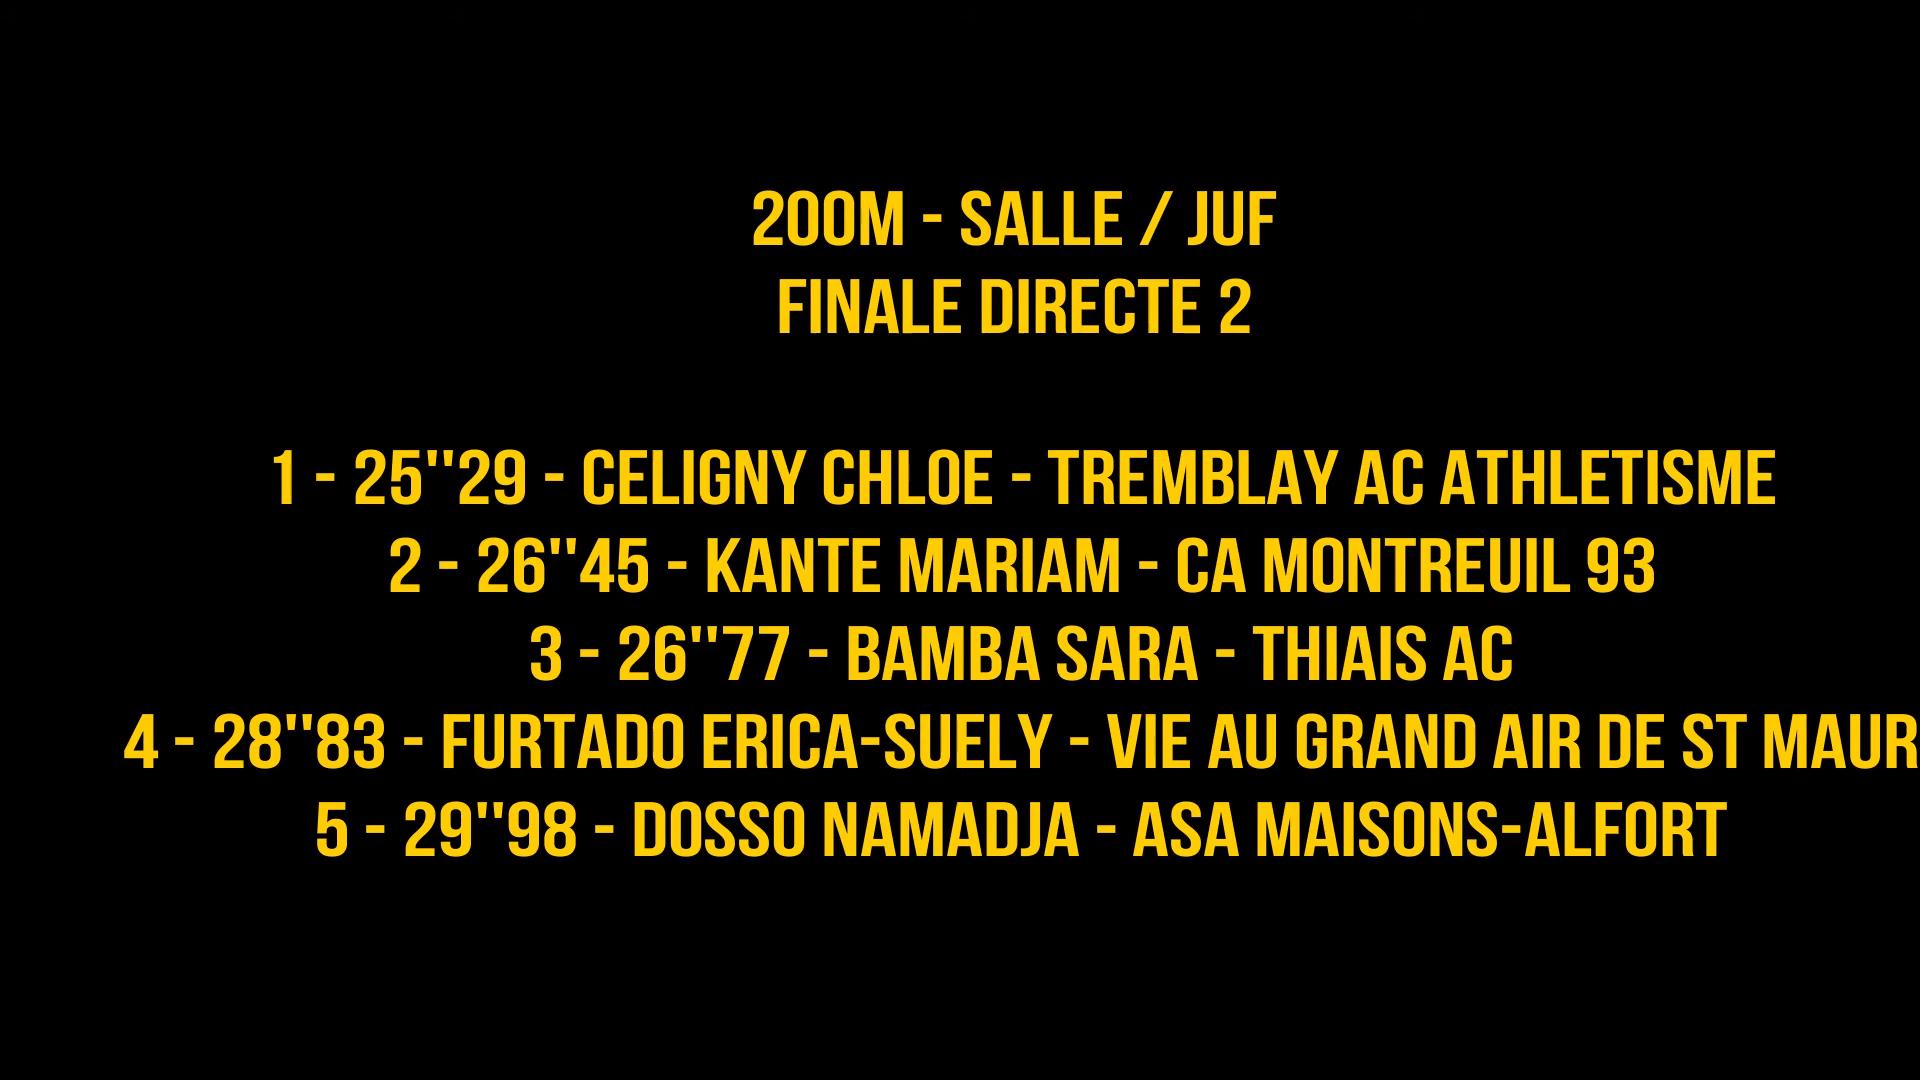 200M - SALLE / JUF
FINALE DIRECTE 2
1 - 25"29 - CELIGNY CHLOE - TREMBLAY AC ATHLETISME
2 - 26"45 - KANTE MARIAM - CA MONTREUIL 93
3 - 26"77 - BAMBA SARA - THIAIS AC
4 - 28"83 - FURTADO ERICA-SUELY - VIE AU GRAND AIR DE ST MAUR
5 - 29"98 - DOSSO NAMADJA - ASA MAISONS-ALFORT